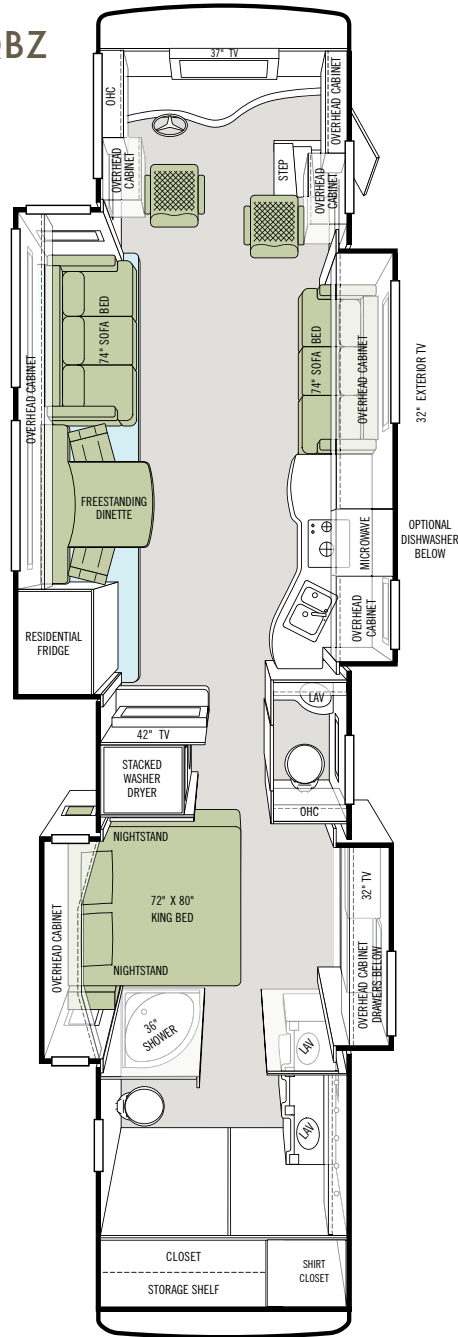 BZ
37" TV
OHC
OVERHEAD CABINET
OVERHEAD
CABINET
STEP
OVERHEAD
CABINET
OVERHEAD CABINET
74" SOFA BED
74" SOFA BED
OVERHEAD CABINET
32" EXTERIOR TV
FREESTANDING
DINETTE
MICROWAVE
OPTIONAL
DISHWASHER
BELOW
RESIDENTIAL
FRIDGE
OVERHEAD
CABINET
LAV
42" TV
STACKED
WASHER
DRYER
OHC
NIGHTSTAND
72" X 80"
KING BED
NIGHTSTAND
OVERHEAD CABINET
32" TV
OVERHEAD CABINET
DRAWERS BELOW
36"
SHOWER
LAV
LAV
CLOSET
STORAGE SHELF
SHIRT
CLOSET